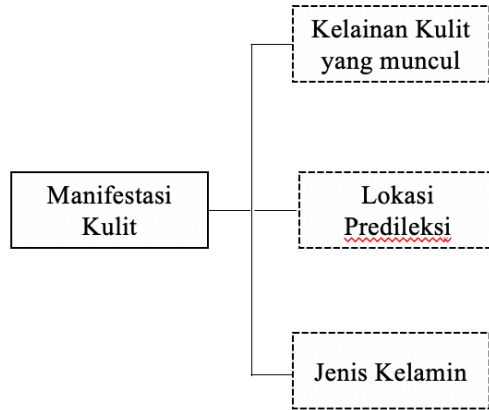 Kelainan Kulit
yang muncul
Manifestasi
Kulit
Lokasi
Predileksi
Jenis Kelamin